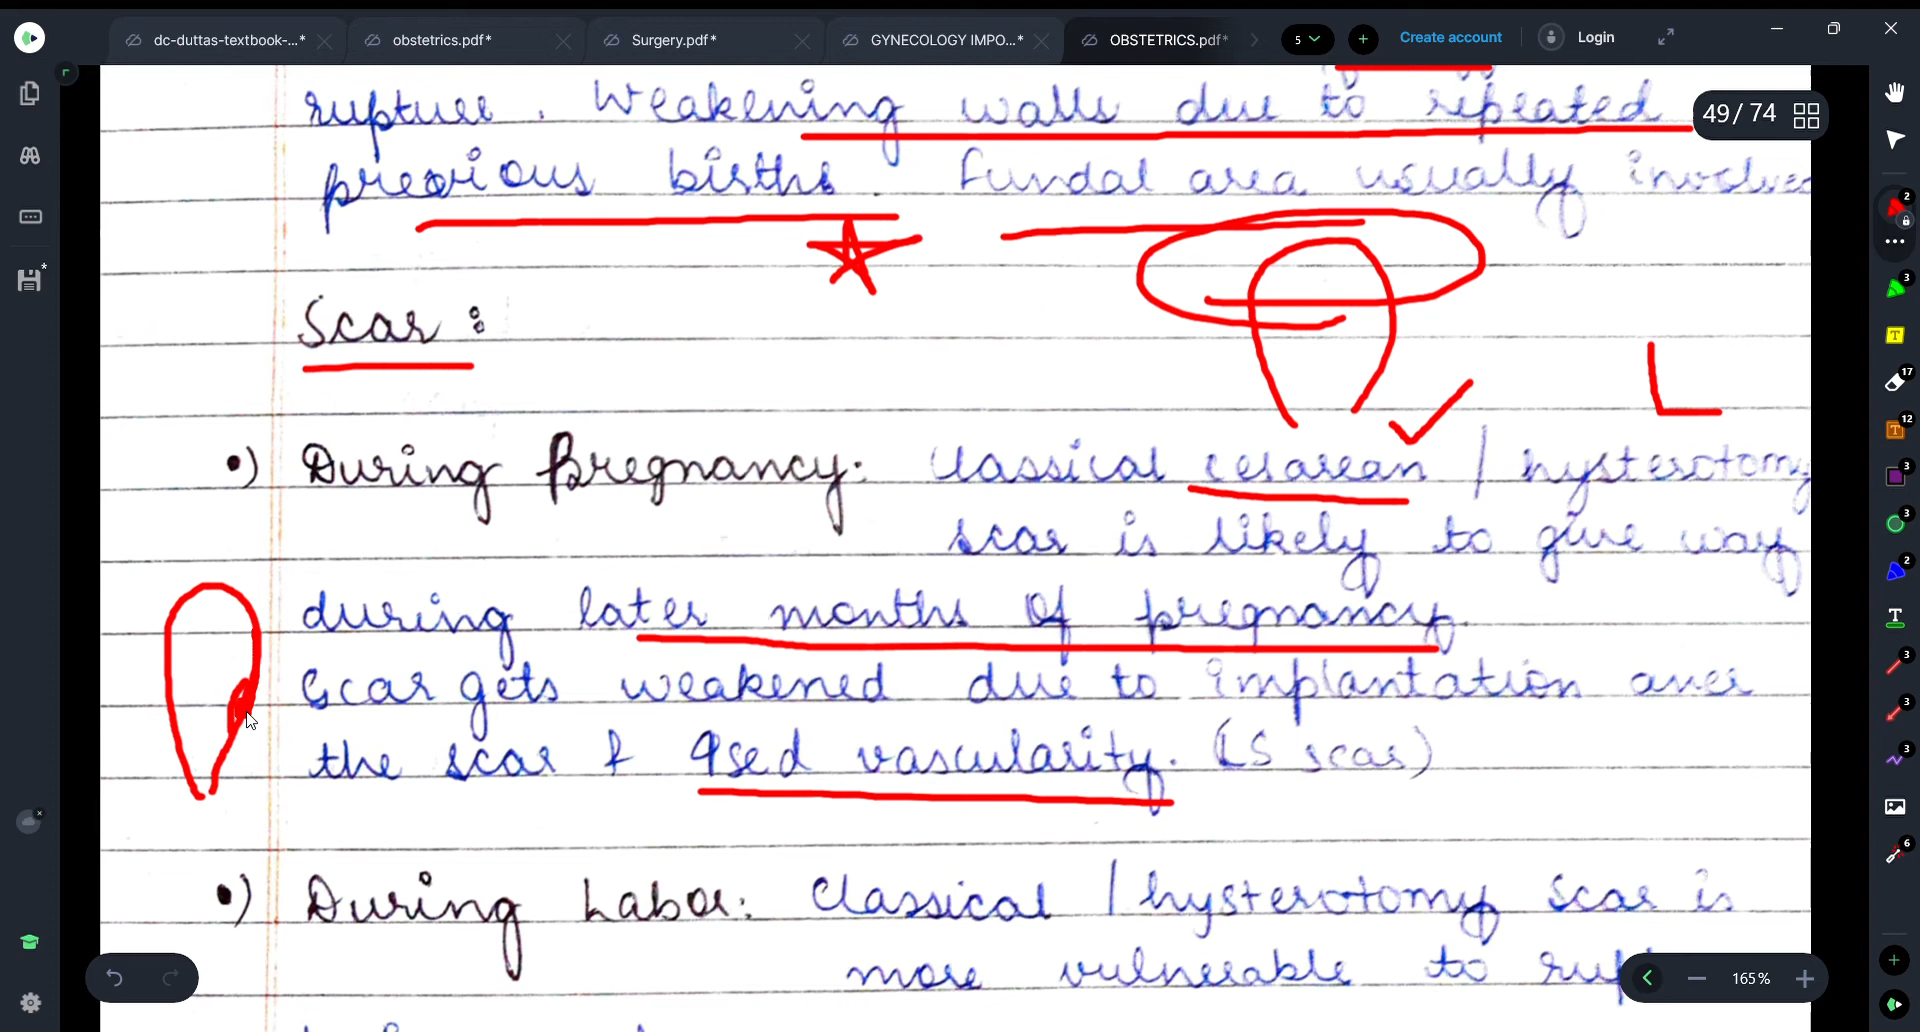 dc-duttas-textbook-...* obstetrics.pdf* Surgery.pdf* GYNECOLOGY IMPO...* OBSTETRICS.pdf* 5 Create account Login
49/ 74
rupture. Weakening walls due to repeated
previous births. Fundal area usually involved
Scar :
•) During Pregnancy: Classical cesarean / hysterotomy
scar is likely to give way
during later months of pregnancy.
Scar gets weakened due to implantation over
the scar & ↑sed vascularity. (LS scar)
•) During Labor: Classical / hysterotomy scar is
more vulnerable to
165%